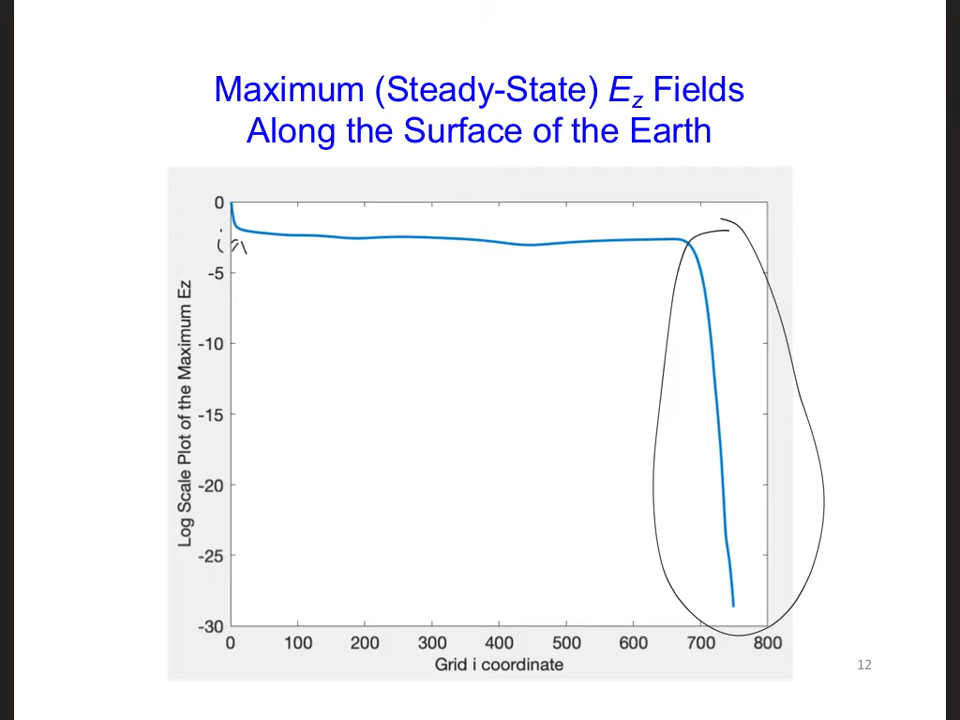 Maximum (Steady-State) Ez Fields
Along the Surface of the Earth
Log Scale Plot of the Maximum Ez
0
-5
-10
-15
-20
-25
-30
0 100 200 300 400 500 600 700 800
Grid i coordinate
12